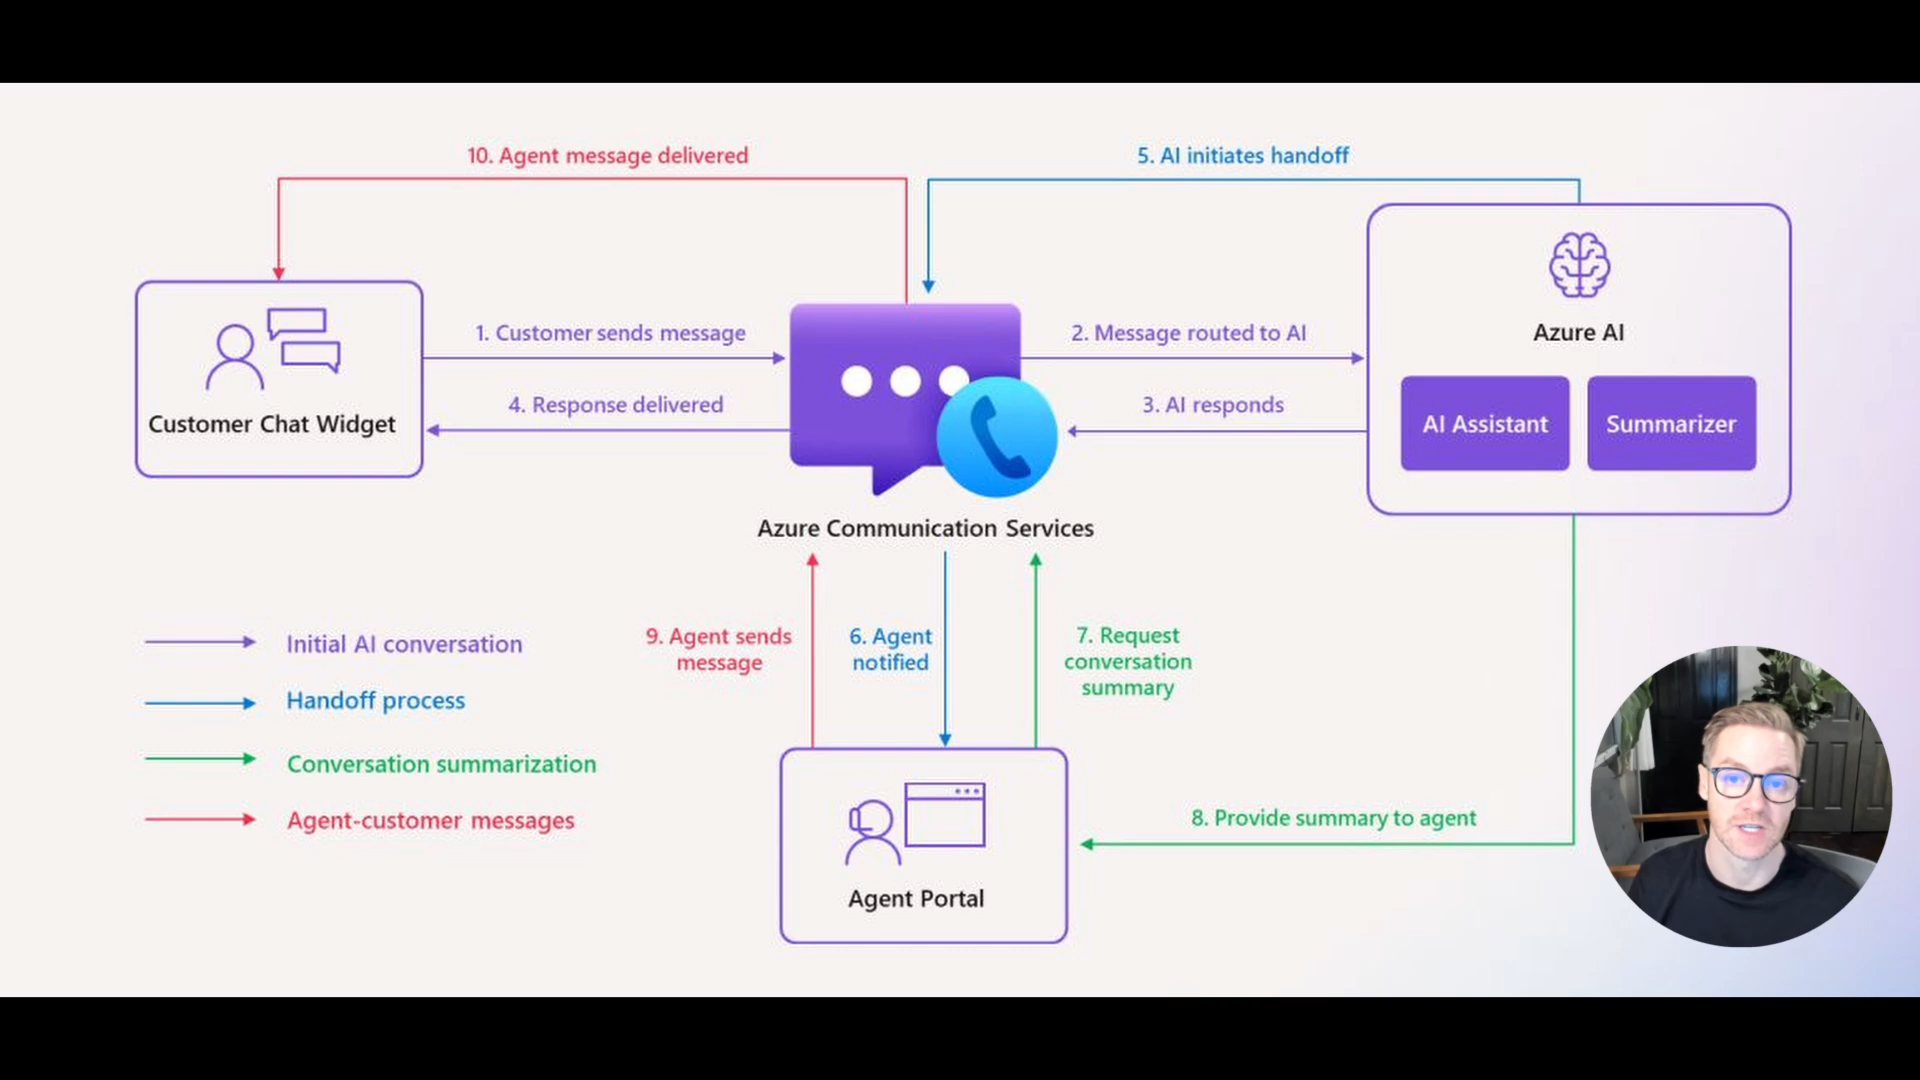 10. Agent message delivered
5. AI initiates handoff
Azure AI
1. Customer sends message
2. Message routed to AI
4. Response delivered
3. AI responds
Customer Chat Widget
AI Assistant
Summarizer
Azure Communication Services
9. Agent sends
message
6. Agent
notified
7. Request
conversation
summary
Initial AI conversation
Handoff process
Conversation summarization
Agent-customer messages
8. Provide summary to agent
Agent Portal